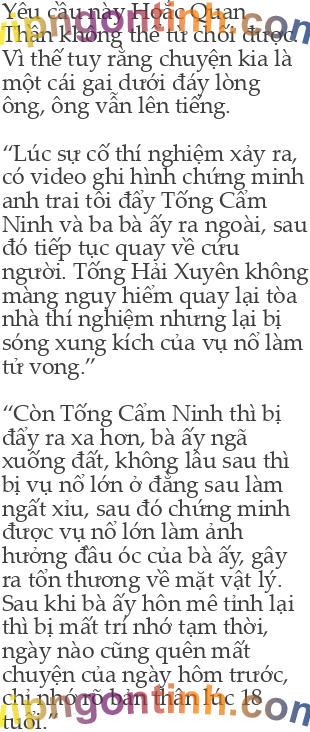 Yêu cầu này Hoắc Quan
Thần không thể từ chối được.
Vì thế tuy rằng chuyện kia là
một cái gai dưới đáy lòng
ông, ông vẫn lên tiếng.
“Lúc sự cố thí nghiệm xảy ra,
có video ghi hình chứng minh
anh trai tôi đẩy Tống Cẩm
Ninh và ba bà ấy ra ngoài, sau
đó tiếp tục quay về cứu
người. Tống Hải Xuyên không
màng nguy hiểm quay lại tòa
nhà thí nghiệm nhưng lại bị
sóng xung kích của vụ nổ làm
tử vong.”
“Còn Tống Cẩm Ninh thì bị
đẩy ra xa hơn, bà ấy ngã
xuống đất, không lâu sau thì
bị vụ nổ lớn ở đằng sau làm
ngất xỉu, sau đó chứng minh
được vụ nổ lớn làm ảnh
hưởng đầu óc của bà ấy, gây
ra tổn thương về mặt vật lý.
Sau khi bà ấy hôn mê tỉnh lại
thì bị mất trí nhớ tạm thời,
ngày nào cũng quên mất
chuyện của ngày hôm trước,
chỉ nhớ rõ bản thân lúc 18
tuổi.”
vipngontinh.com
vipngontinh.com